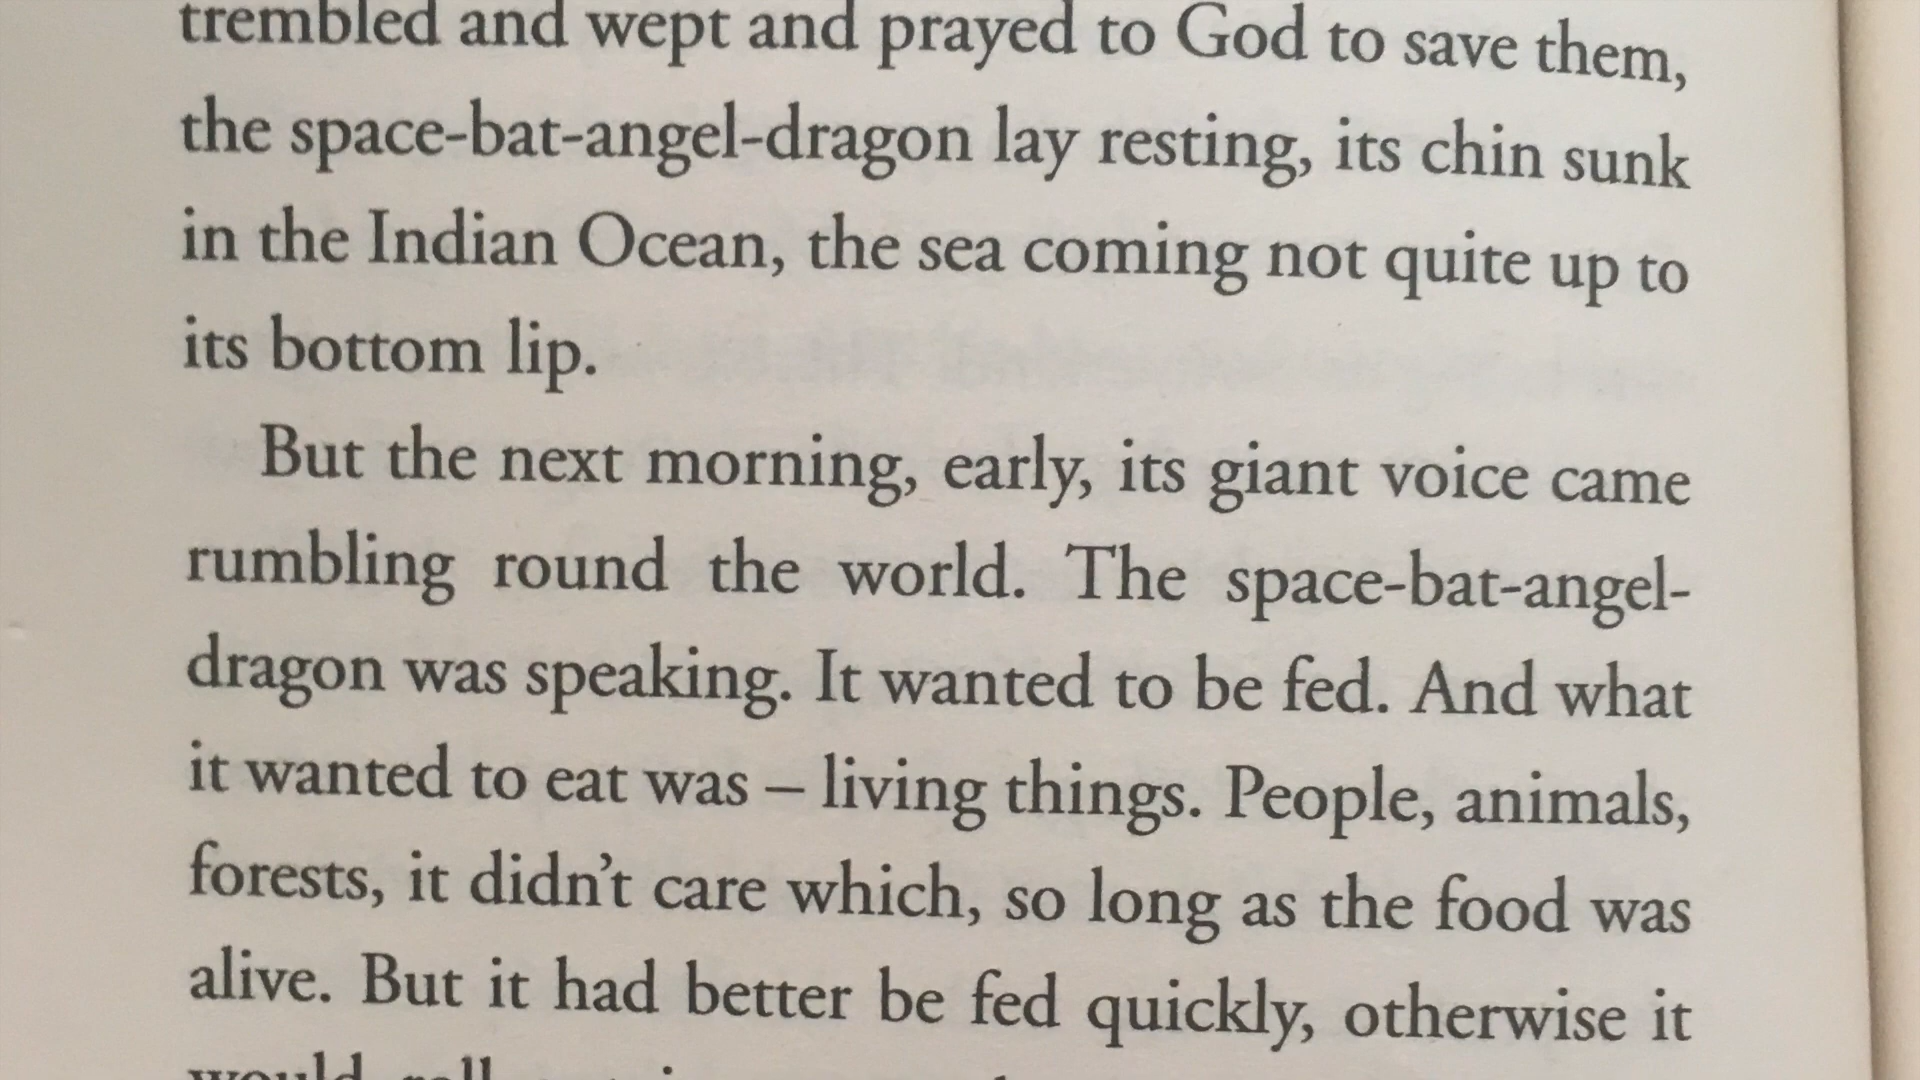 trembled and wept and prayed to God to save them,
the space-bat-angel-dragon lay resting, its chin sunk
in the Indian Ocean, the sea coming not quite up to
its bottom lip.
But the next morning, early, its giant voice came
rumbling round the world. The space-bat-angel-
dragon was speaking. It wanted to be fed. And what
it wanted to eat was – living things. People, animals,
forests, it didn’t care which, so long as the food was
alive. But it had better be fed quickly, otherwise it
would roll